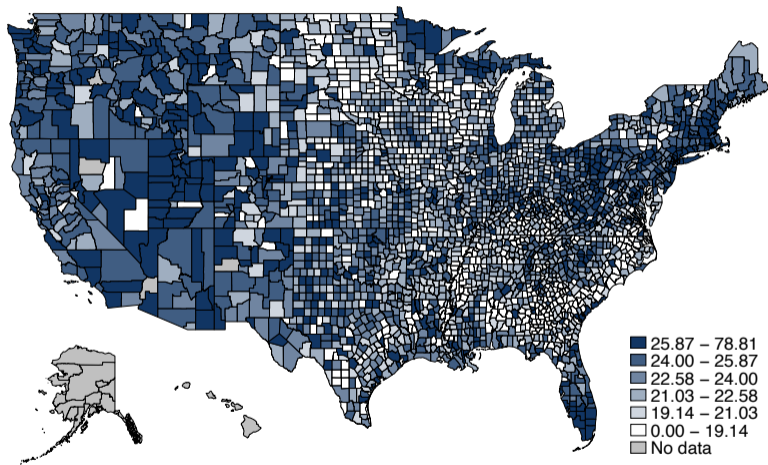 25.87 – 78.81
24.00 – 25.87
22.58 – 24.00
21.03 – 22.58
19.14 – 21.03
0.00 – 19.14
No data